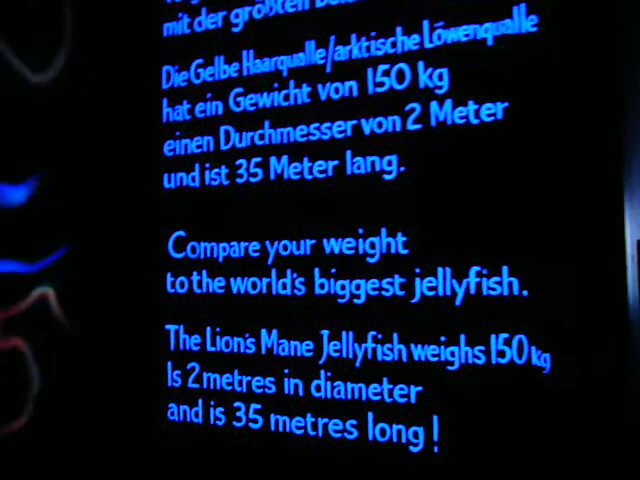 mit der größten
Die Gelbe Haarqualle/arktische Löwenqualle
hat ein Gewicht von 150 kg
einen Durchmesser von 2 Meter
und ist 35 Meter lang.
Compare your weight
to the world's biggest jellyfish.
The Lion's Mane Jellyfish weighs 150 kg
Is 2 metres in diameter
and is 35 metres long!